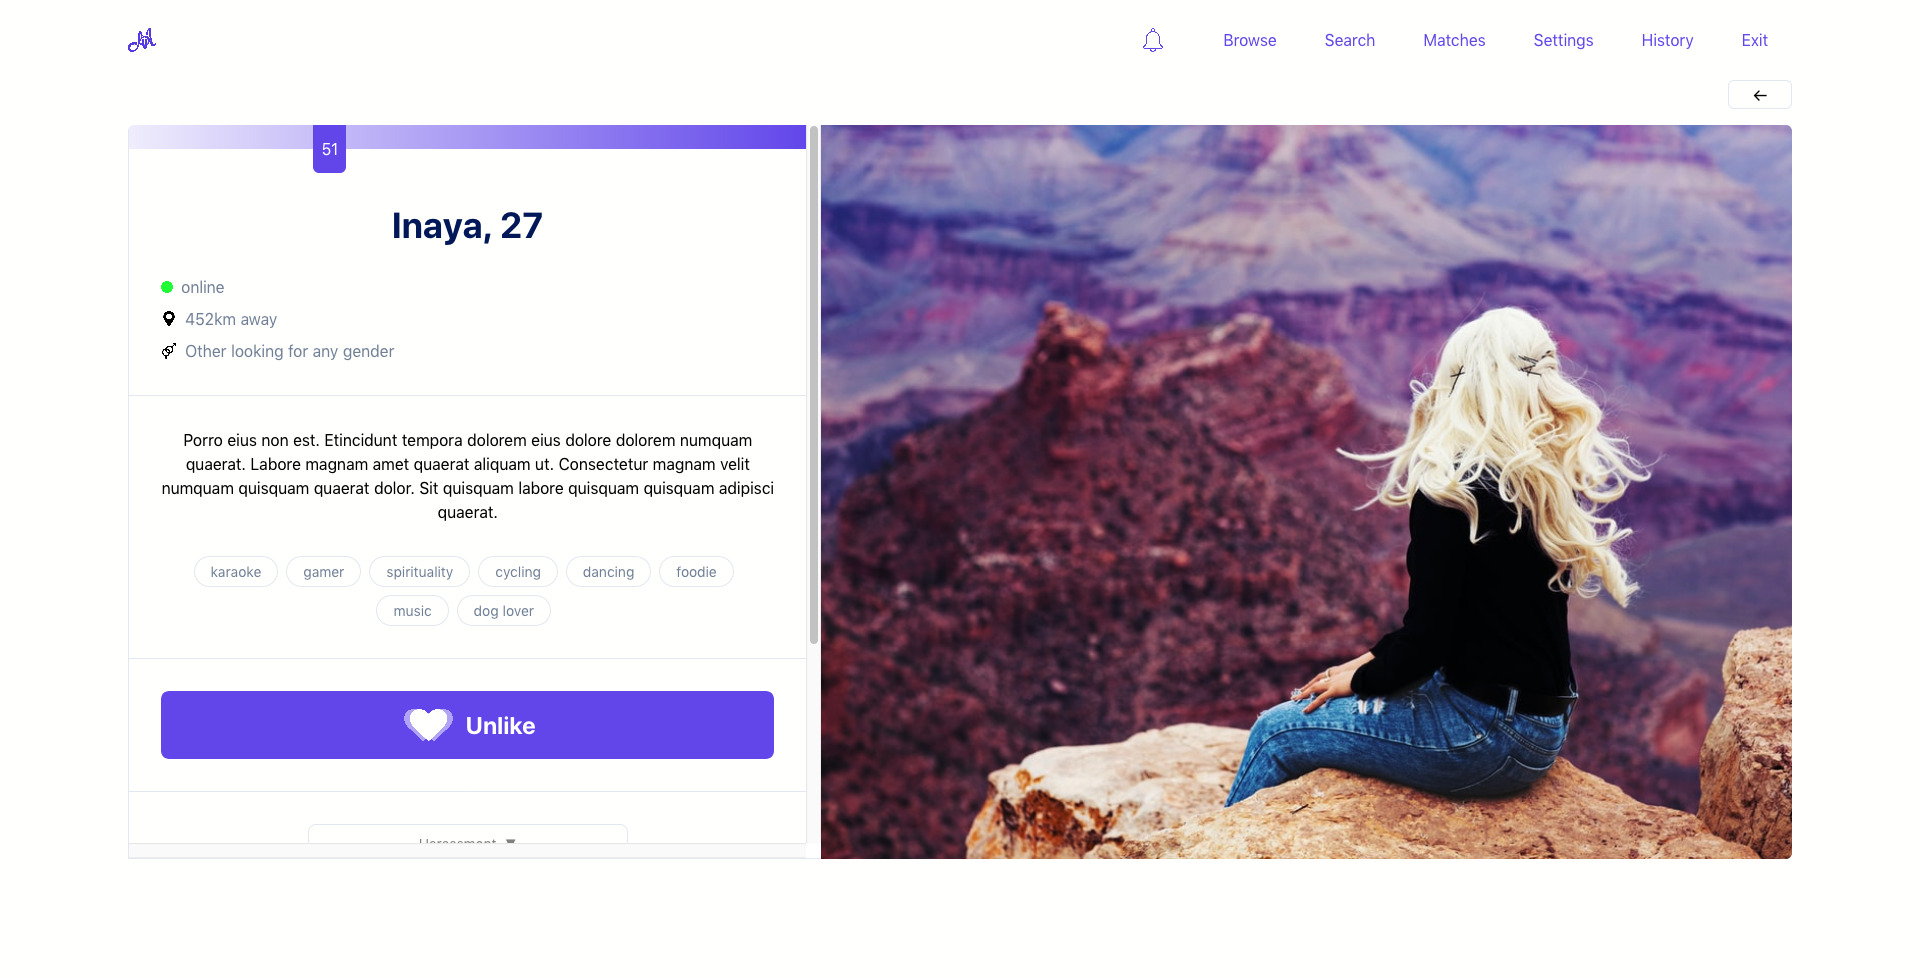 Browse
Search
Matches
Settings
History
Exit
←
51
Inaya, 27
online
452km away
Other looking for any gender
Porro eius non est. Etincidunt tempora dolorem eius dolore dolorem numquam
quaerat. Labore magnam amet quaerat aliquam ut. Consectetur magnam velit
numquam quisquam quaerat dolor. Sit quisquam labore quisquam quisquam adipisci
quaerat.
karaoke
gamer
spirituality
cycling
dancing
foodie
music
dog lover
Unlike
Harassment ▼